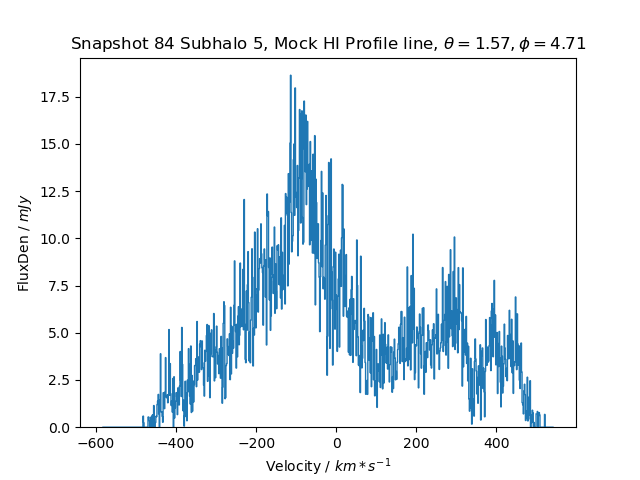 Snapshot 84 Subhalo 5, Mock HI Profile line, θ = 1.57, ϕ = 4.71
17.5
15.0
12.5
10.0
7.5
5.0
2.5
0.0
FluxDen / mJy
−600 −400 −200 0 200 400
Velocity / km * s⁻¹